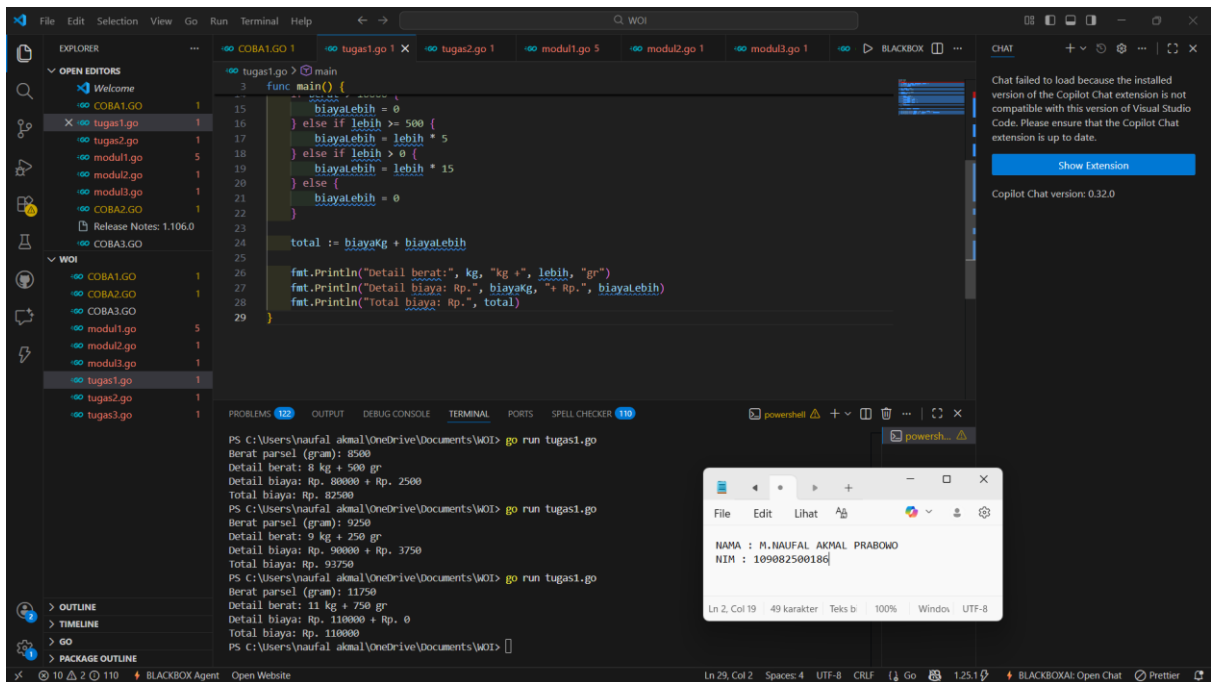 File Edit Selection View Go Run Terminal Help
WOI
EXPLORER
OPEN EDITORS
Welcome
COBA1.GO 1
tugas1.go 1
tugas2.go 1
modul1.go 5
modul2.go 1
modul3.go 1
COBA2.GO 1
Release Notes: 1.106.0
COBA3.GO
WOI
COBA1.GO 1
COBA2.GO 1
COBA3.GO
modul1.go 5
modul2.go 1
modul3.go 1
tugas1.go 1
tugas2.go 1
tugas3.go 1
OUTLINE
TIMELINE
GO
PACKAGE OUTLINE
COBA1.GO 1 tugas1.go 1 tugas2.go 1 modul1.go 5 modul2.go 1 modul3.go 1 BLACKBOX
tugas1.go > main
3 func main() {
15 biayaLebih = 0
16 } else if lebih >= 500 {
17 biayaLebih = lebih * 5
18 } else if lebih > 0 {
19 biayaLebih = lebih * 15
20 } else {
21 biayaLebih = 0
22 }
23
24 total := biayaKg + biayaLebih
25
26 fmt.Println("Detail berat:", kg, "kg +", lebih, "gr")
27 fmt.Println("Detail biaya: Rp.", biayaKg, "+ Rp.", biayaLebih)
28 fmt.Println("Total biaya: Rp.", total)
29 }
PROBLEMS 122 OUTPUT DEBUG CONSOLE TERMINAL PORTS SPELL CHECKER 110 powershell
PS C:\Users\naufal akmal\OneDrive\Documents\WOI> go run tugas1.go
Berat parsel (gram): 8500
Detail berat: 8 kg + 500 gr
Detail biaya: Rp. 80000 + Rp. 2500
Total biaya: Rp. 82500
PS C:\Users\naufal akmal\OneDrive\Documents\WOI> go run tugas1.go
Berat parsel (gram): 9250
Detail berat: 9 kg + 250 gr
Detail biaya: Rp. 90000 + Rp. 3750
Total biaya: Rp. 93750
PS C:\Users\naufal akmal\OneDrive\Documents\WOI> go run tugas1.go
Berat parsel (gram): 11750
Detail berat: 11 kg + 750 gr
Detail biaya: Rp. 110000 + Rp. 0
Total biaya: Rp. 110000
PS C:\Users\naufal akmal\OneDrive\Documents\WOI>
powersh...
CHAT
Chat failed to load because the installed
version of the Copilot Chat extension is not
compatible with this version of Visual Studio
Code. Please ensure that the Copilot Chat
extension is up to date.
Show Extension
Copilot Chat version: 0.32.0
File Edit Lihat
NAMA : M.NAUFAL AKMAL PRABOWO
NIM : 109082500186
Ln 2, Col 19 49 karakter Teks bi 100% Window UTF-8
10 2 110 BLACKBOX Agent Open Website Ln 29, Col 2 Spaces: 4 UTF-8 CRLF Go 1.25.1 BLACKBOXAI: Open Chat Prettier